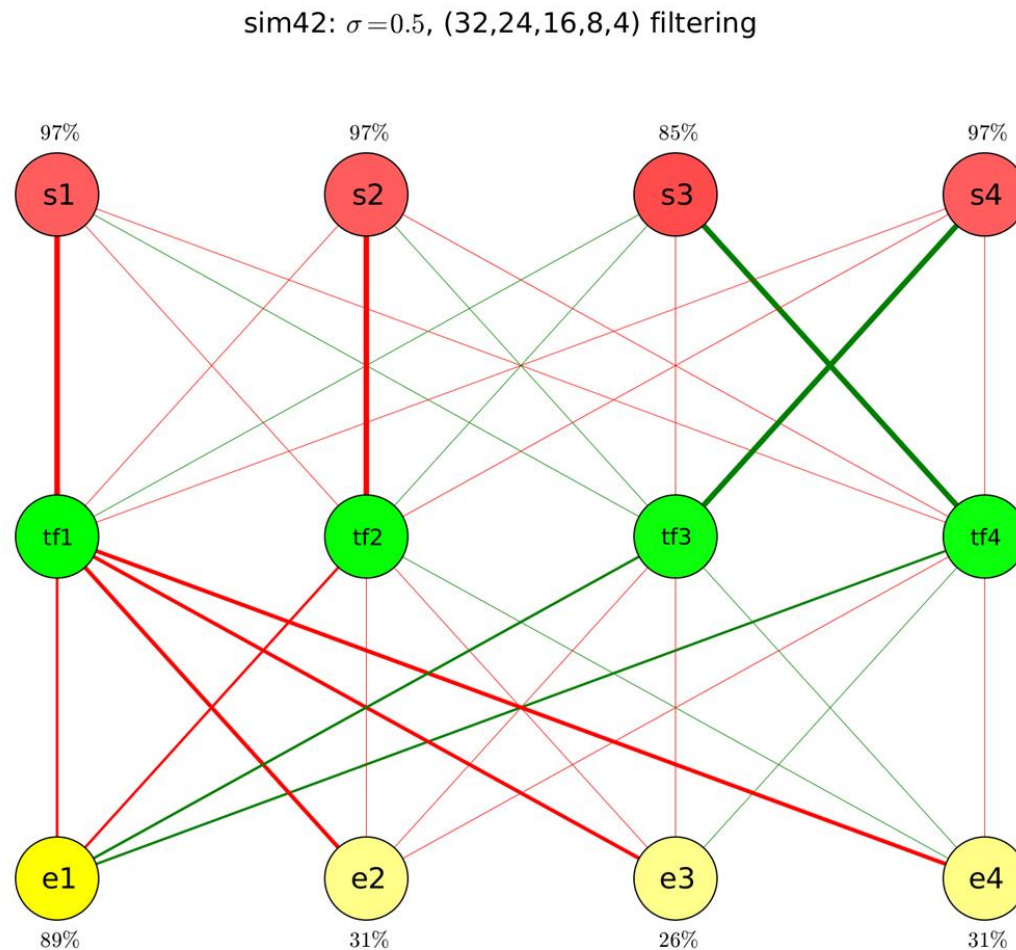 sim42: σ=0.5, (32,24,16,8,4) filtering
97% 97% 85% 97%
s1 s2 s3 s4
tf1 tf2 tf3 tf4
e1 e2 e3 e4
89% 31% 26% 31%